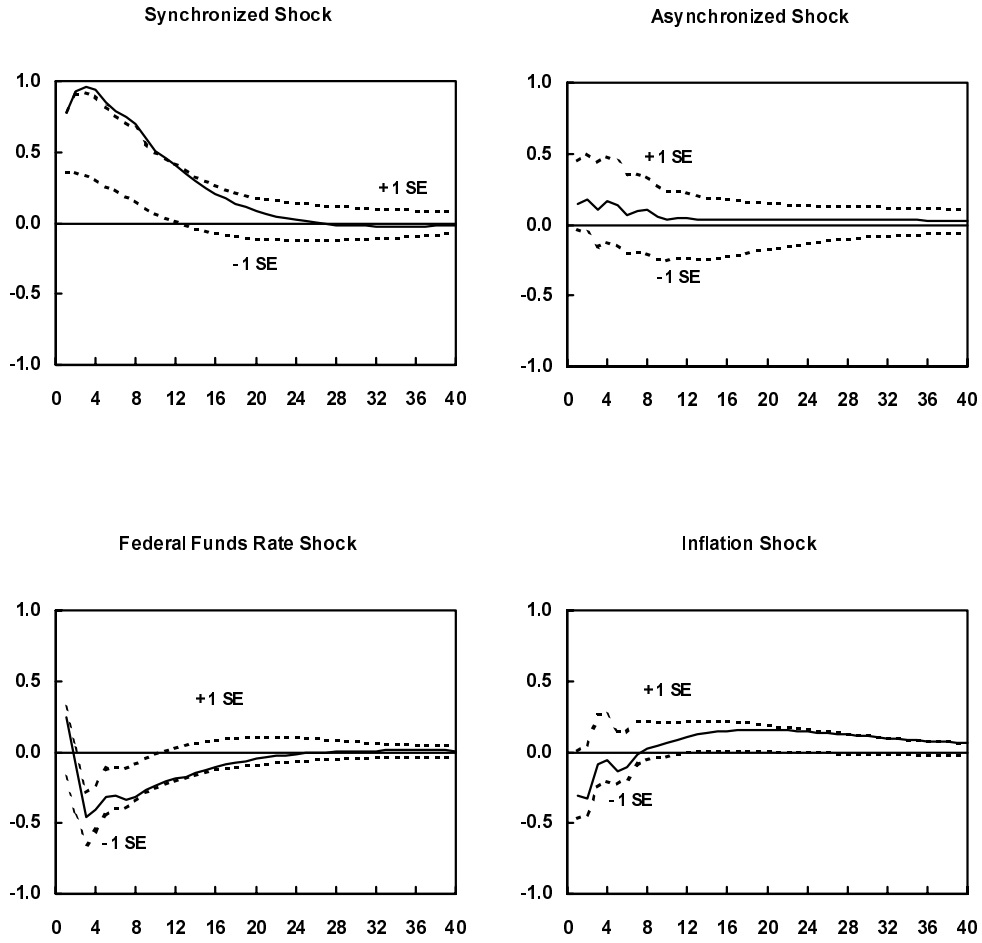 Synchronized Shock
1.0
0.5
0.0
-0.5
-1.0
+1 SE
-1 SE
0 4 8 12 16 20 24 28 32 36 40
Asynchronized Shock
1.0
0.5
0.0
-0.5
-1.0
+1 SE
-1 SE
0 4 8 12 16 20 24 28 32 36 40
Federal Funds Rate Shock
1.0
0.5
0.0
-0.5
-1.0
+1 SE
-1 SE
0 4 8 12 16 20 24 28 32 36 40
Inflation Shock
1.0
0.5
0.0
-0.5
-1.0
+1 SE
-1 SE
0 4 8 12 16 20 24 28 32 36 40